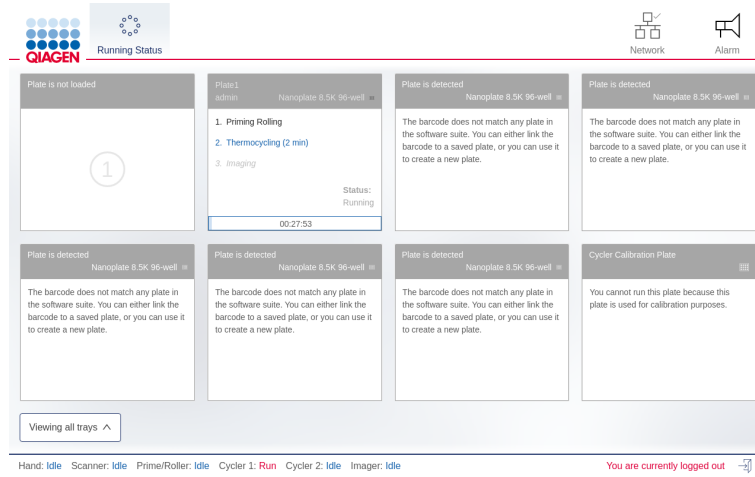 QIAGEN
Running Status
Network
Alarm
Plate is not loaded
1
Plate1
admin Nanoplate 8.5K 96-well
1. Priming Rolling
2. Thermocycling (2 min)
3. Imaging
Status:
Running
00:27:53
Plate is detected
Nanoplate 8.5K 96-well
The barcode does not match any plate in
the software suite. You can either link the
barcode to a saved plate, or you can use it
to create a new plate.
Plate is detected
Nanoplate 8.5K 96-well
The barcode does not match any plate in
the software suite. You can either link the
barcode to a saved plate, or you can use it
to create a new plate.
Plate is detected
Nanoplate 8.5K 96-well
The barcode does not match any plate in
the software suite. You can either link the
barcode to a saved plate, or you can use it
to create a new plate.
Plate is detected
Nanoplate 8.5K 96-well
The barcode does not match any plate in
the software suite. You can either link the
barcode to a saved plate, or you can use it
to create a new plate.
Plate is detected
Nanoplate 8.5K 96-well
The barcode does not match any plate in
the software suite. You can either link the
barcode to a saved plate, or you can use it
to create a new plate.
Cycler Calibration Plate
You cannot run this plate because this
plate is used for calibration purposes.
Viewing all trays
Hand: Idle Scanner: Idle Prime/Roller: Idle Cycler 1: Run Cycler 2: Idle Imager: Idle You are currently logged out